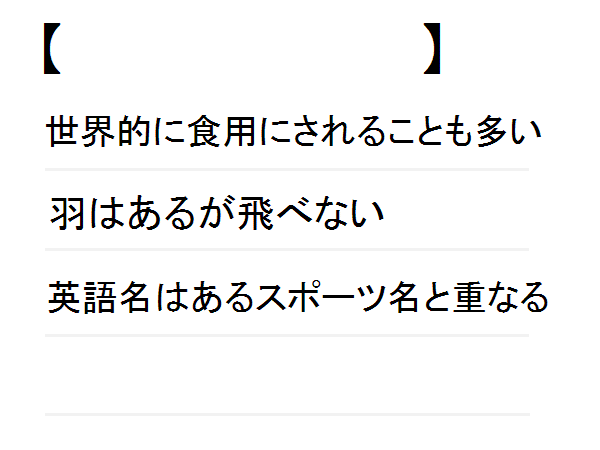 【 】
世界的に食用にされることも多い
羽はあるが飛べない
英語名はあるスポーツ名と重なる